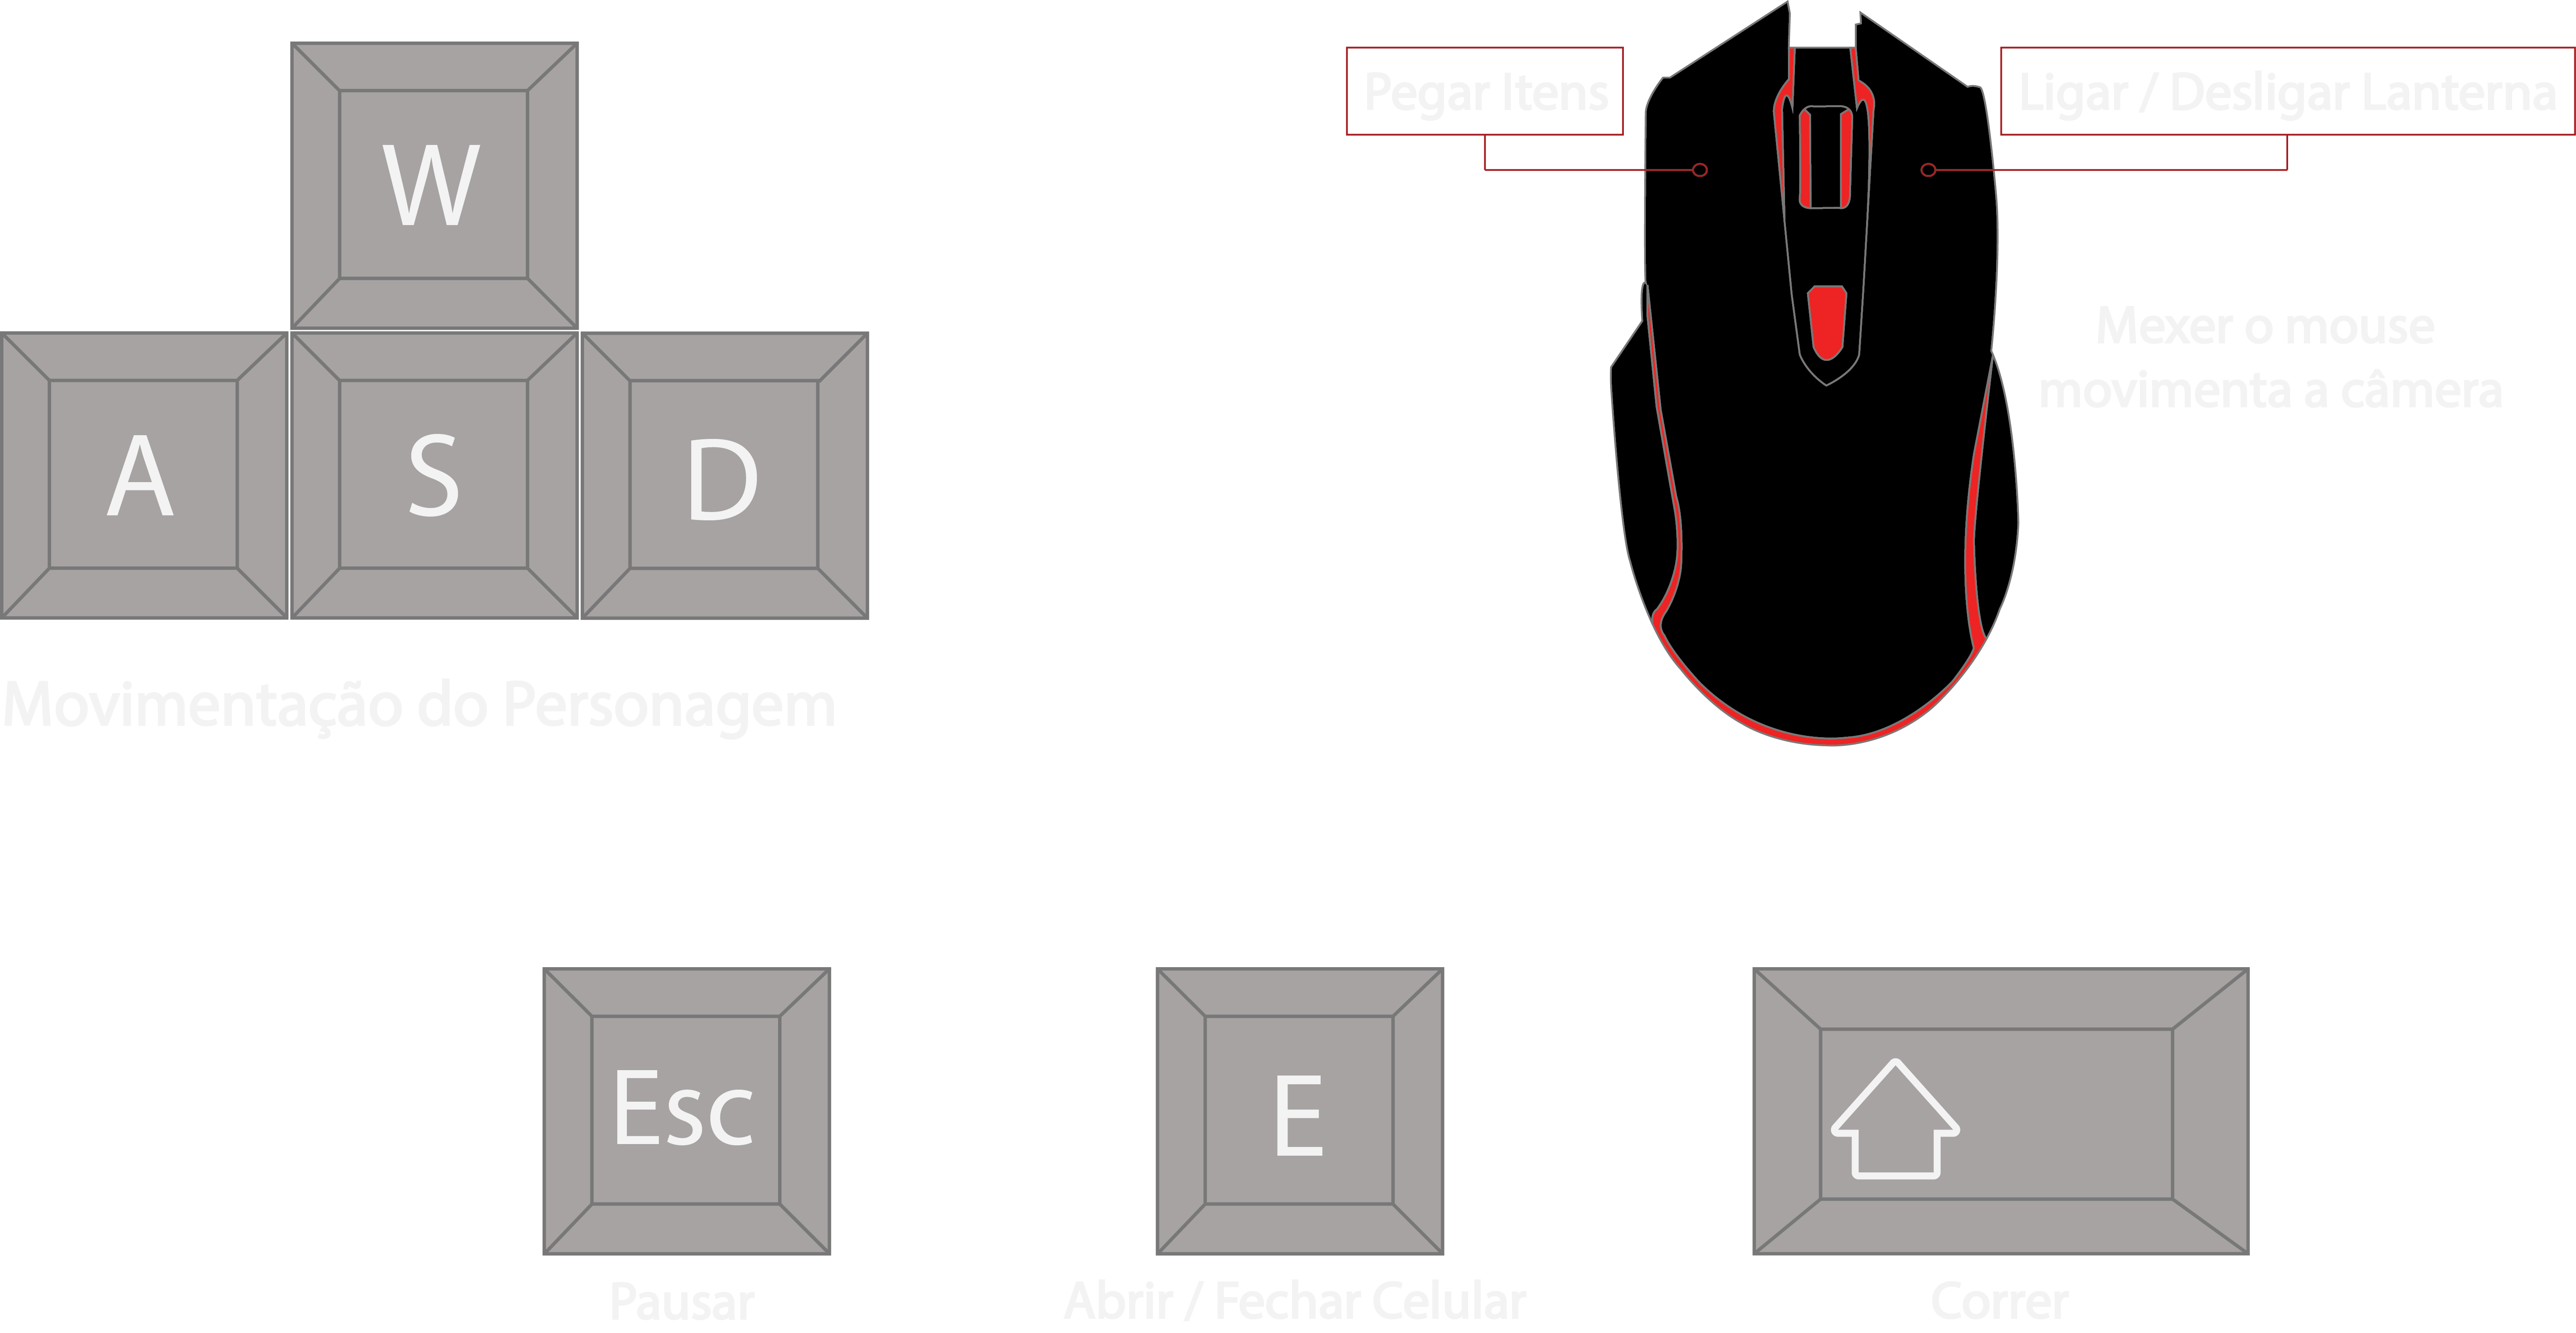 W
A S D
Movimentação do Personagem
Pegar Itens
Ligar / Desligar Lanterna
Mexer o mouse
movimenta a câmera
Esc
Pausar
E
Abrir / Fechar Celular
Correr